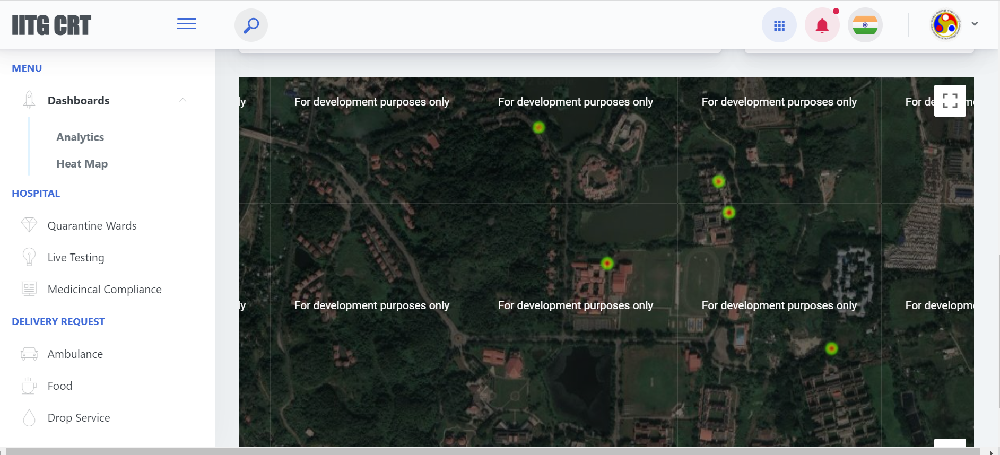 IITG CRT
MENU
Dashboards
Analytics
Heat Map
HOSPITAL
Quarantine Wards
Live Testing
Medicincal Compliance
DELIVERY REQUEST
Ambulance
Food
Drop Service
ly For development purposes only For development purposes only For development purposes only For de me
ly For development purposes only For development purposes only For development purposes only For developme